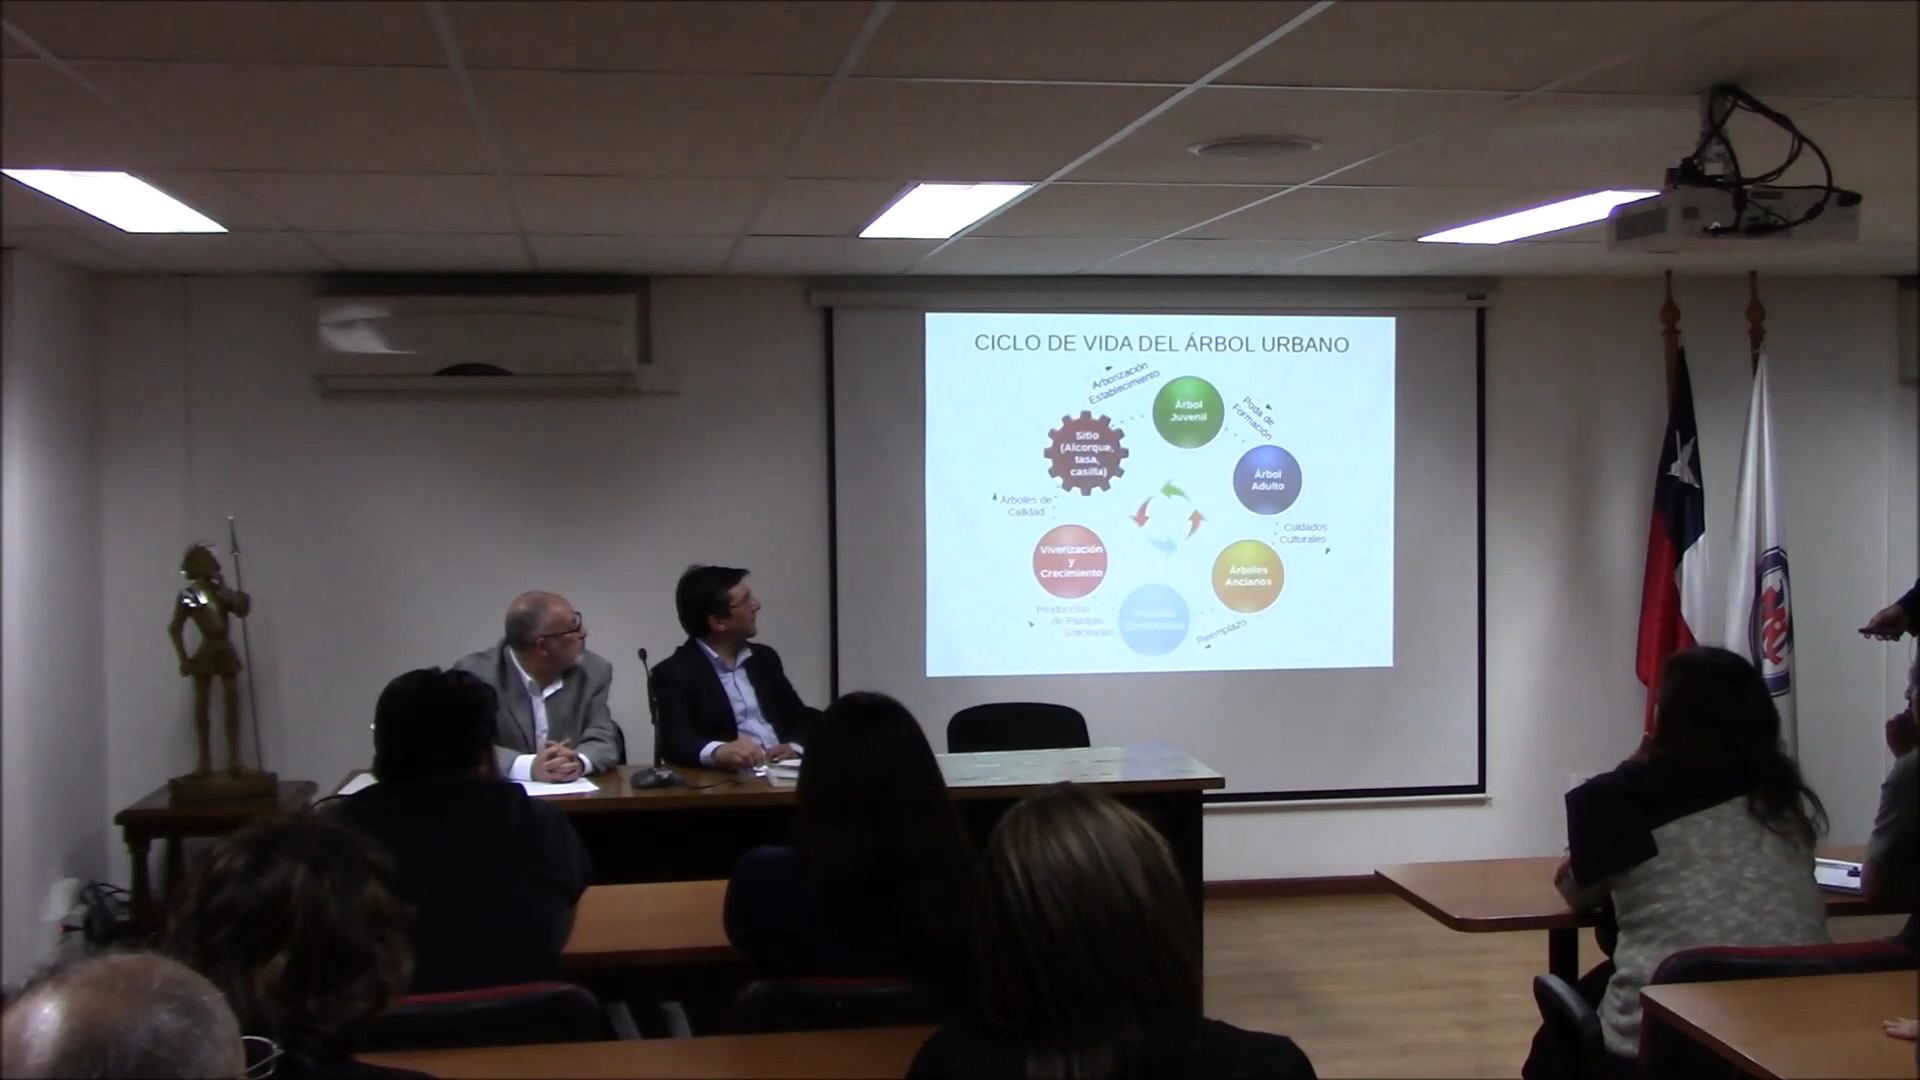 CICLO DE VIDA DEL ÁRBOL URBANO
Arborización
Establecimiento
Árbol
Juvenil
Poda de
Formación
Sitio
(Alcorque,
tasa,
casilla)
Árbol
Adulto
Árboles de
Calidad
Cuidados
Culturales
Viverización
y
Crecimiento
Árboles
Ancianos
Producción
de Plantas
Solicitadas
Reemplazo